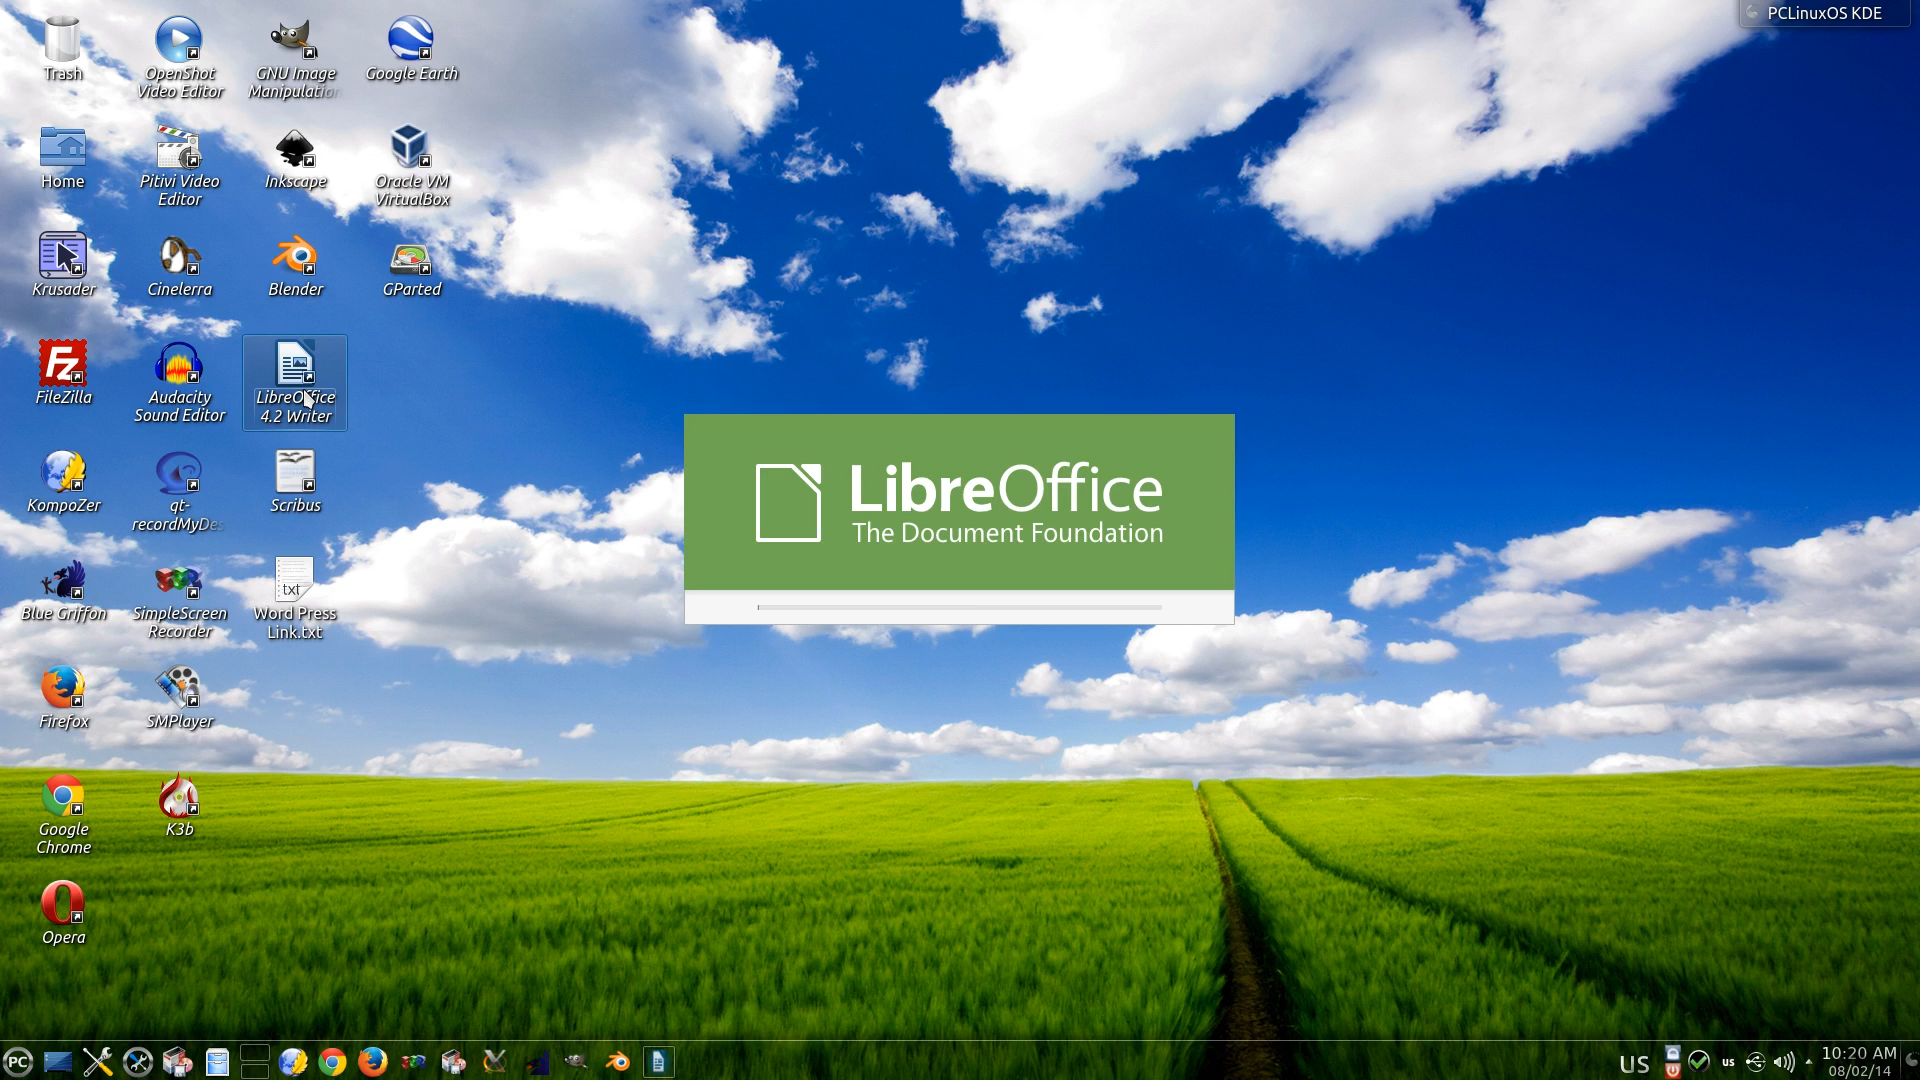 PCLinuxOS KDE
Trash
OpenShot
Video Editor
GNU Image
Manipulation
Google Earth
Home
Pitivi Video
Editor
Inkscape
Oracle VM
VirtualBox
Krusader
Cinelerra
Blender
GParted
Fz
FileZilla
Audacity
Sound Editor
LibreOffice
4.2 Writer
LibreOffice
The Document Foundation
KompoZer
qt-
recordMyDes
Scribus
Blue Griffon
SimpleScreen
Recorder
txt
Word Press
Link.txt
Firefox
SMPlayer
Google
Chrome
K3b
Opera
PC
US
us
10:20 AM
08/02/14